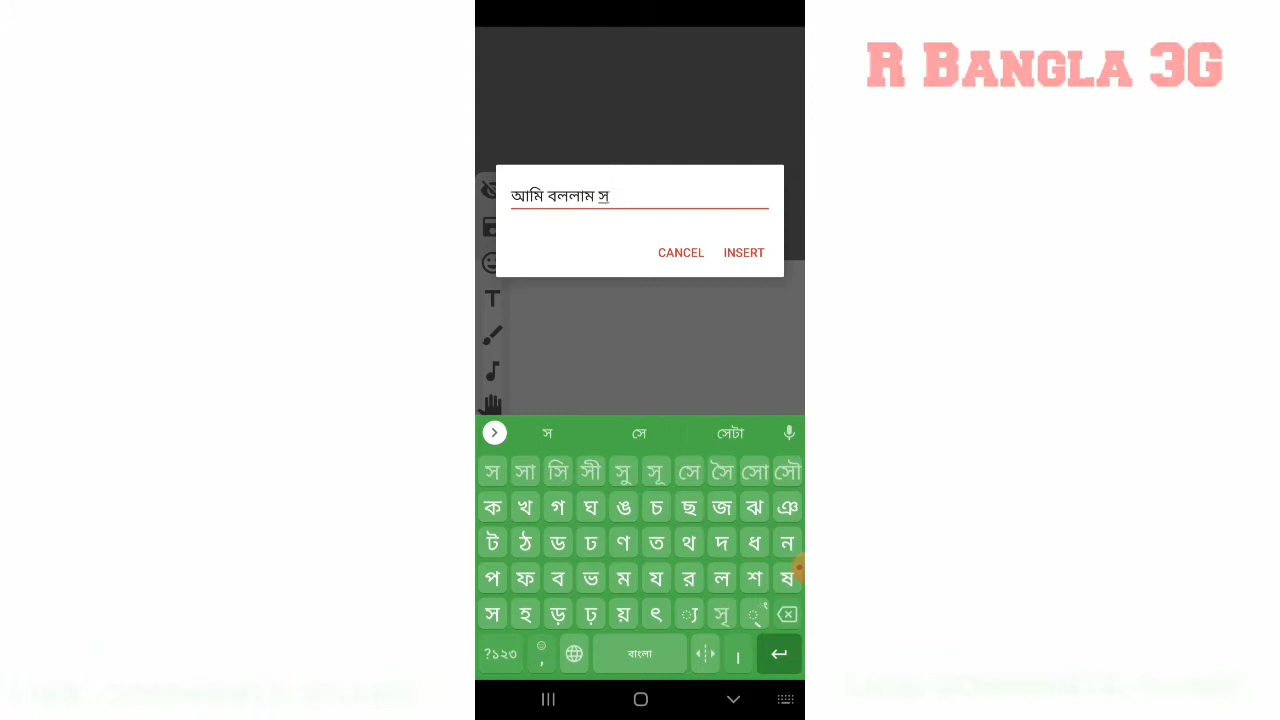 R BANGLA 3G
আমি বললাম স
CANCEL INSERT
T
স সে সেটা
স সা সি সী সু সূ সে সৈ সো সৌ
ক খ গ ঘ ঙ চ ছ জ ঝ ঞ
ট ঠ ড ঢ ণ ত থ দ ধ ন
প ফ ব ভ ম য র ল শ ষ
স হ ড় ঢ় য় ৎ ্য সৃ ঁ
?১২৩ , বাংলা ।